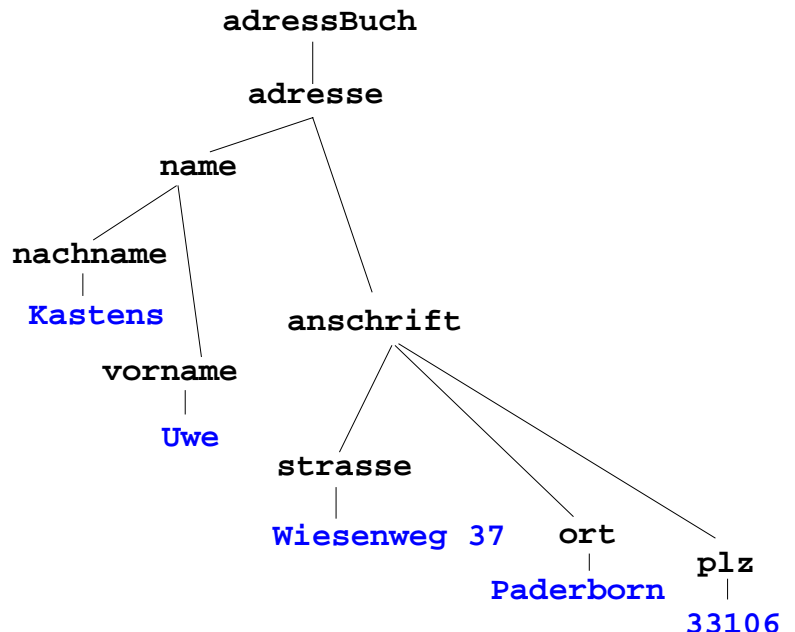 adressBuch
adresse
name
nachname
Kastens
anschrift
vorname
Uwe
strasse
Wiesenweg 37
ort
Paderborn
plz
33106